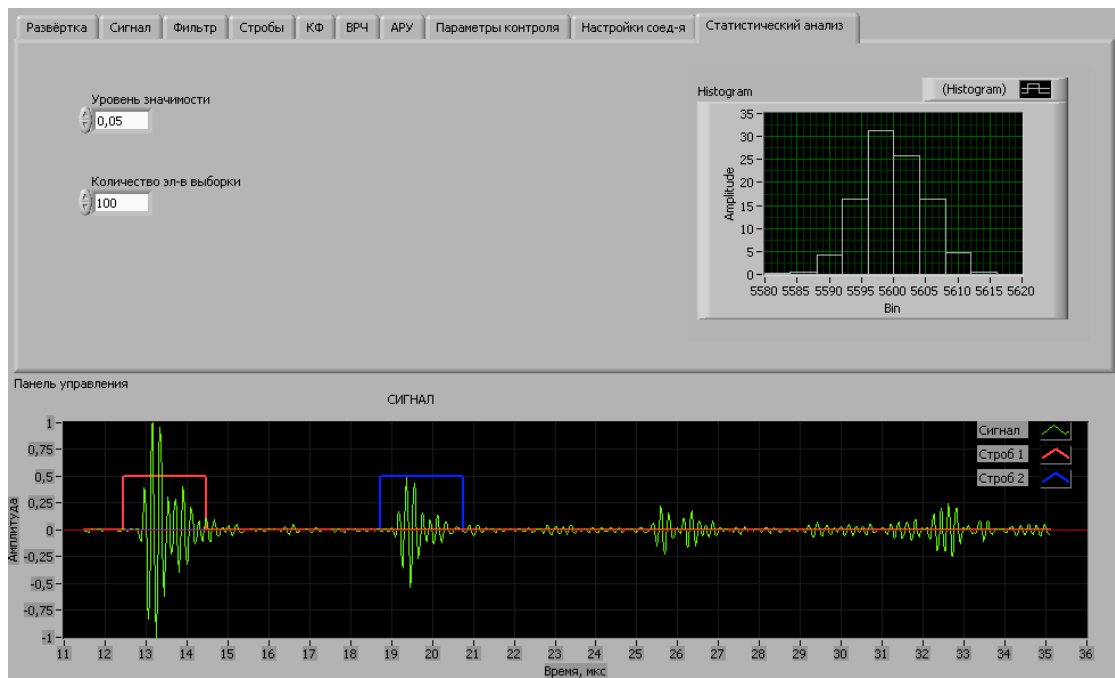 Развёртка Сигнал Фильтр Стробы КФ ВРЧ АРУ Параметры контроля Настройки соед-я Статистический анализ
Уровень значимости
0,05
Количество эл-в выборки
100
Histogram
(Histogram)
35
30
25
20
15
10
5
0
Amplitude
5580 5585 5590 5595 5600 5605 5610 5615 5620
Bin
Панель управления
СИГНАЛ
Сигнал
Строб 1
Строб 2
1
0,75
0,5
0,25
0
-0,25
-0,5
-0,75
-1
Амплитуда
11 12 13 14 15 16 17 18 19 20 21 22 23 24 25 26 27 28 29 30 31 32 33 34 35 36
Время, мкс